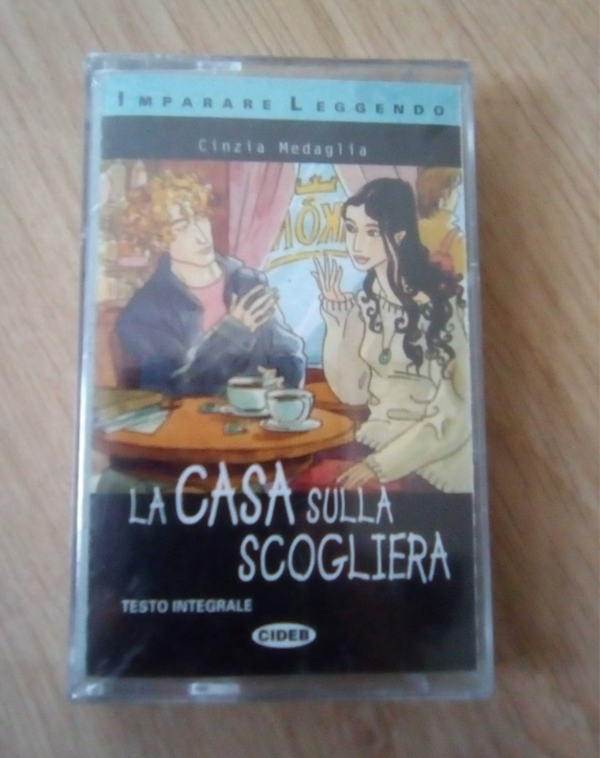 IMPARARE LEGGENDO
Cinzia Medaglia
LA CASA SULLA
SCOGLIERA
TESTO INTEGRALE
CIDEB